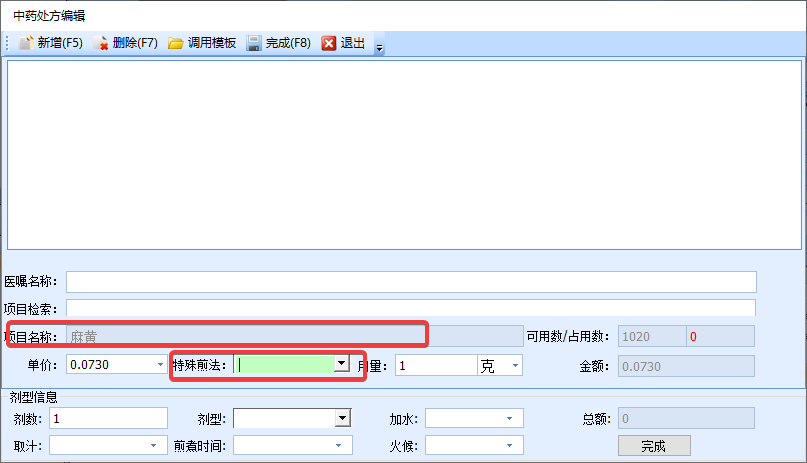 中药处方编辑
新增(F5) 删除(F7) 调用模板 完成(F8) 退出
医嘱名称:
项目检索:
项目名称: 麻黄 可用数/占用数: 1020 0
单价: 0.0730 特殊煎法: 用量: 1 克 金额: 0.0730
剂型信息
剂数: 1 剂型: 加水: 总额: 0
取汁: 煎煮时间: 火候: 完成